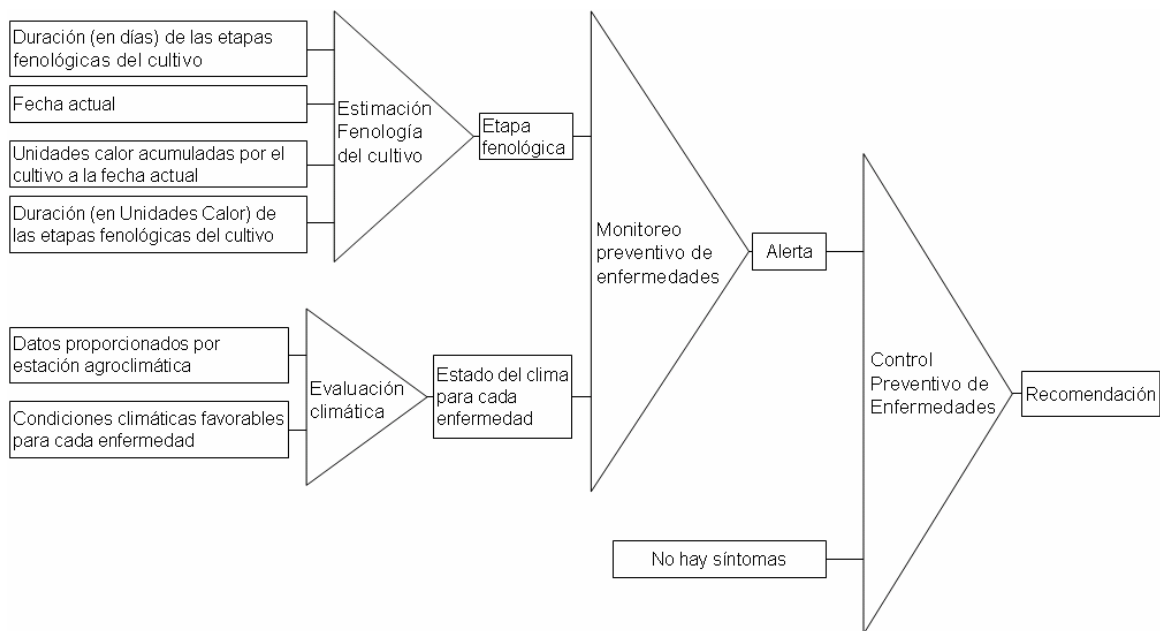 Duración (en días) de las etapas
fenológicas del cultivo
Fecha actual
Unidades calor acumuladas por el
cultivo a la fecha actual
Duración (en Unidades Calor) de
las etapas fenológicas del cultivo
Estimación
Fenología
del cultivo
Etapa
fenológica
Datos proporcionados por
estación agroclimática
Condiciones climáticas favorables
para cada enfermedad
Evaluación
climática
Estado del clima
para cada
enfermedad
Monitoreo
preventivo de
enfermedades
Alerta
No hay síntomas
Control
Preventivo de
Enfermedades
Recomendación